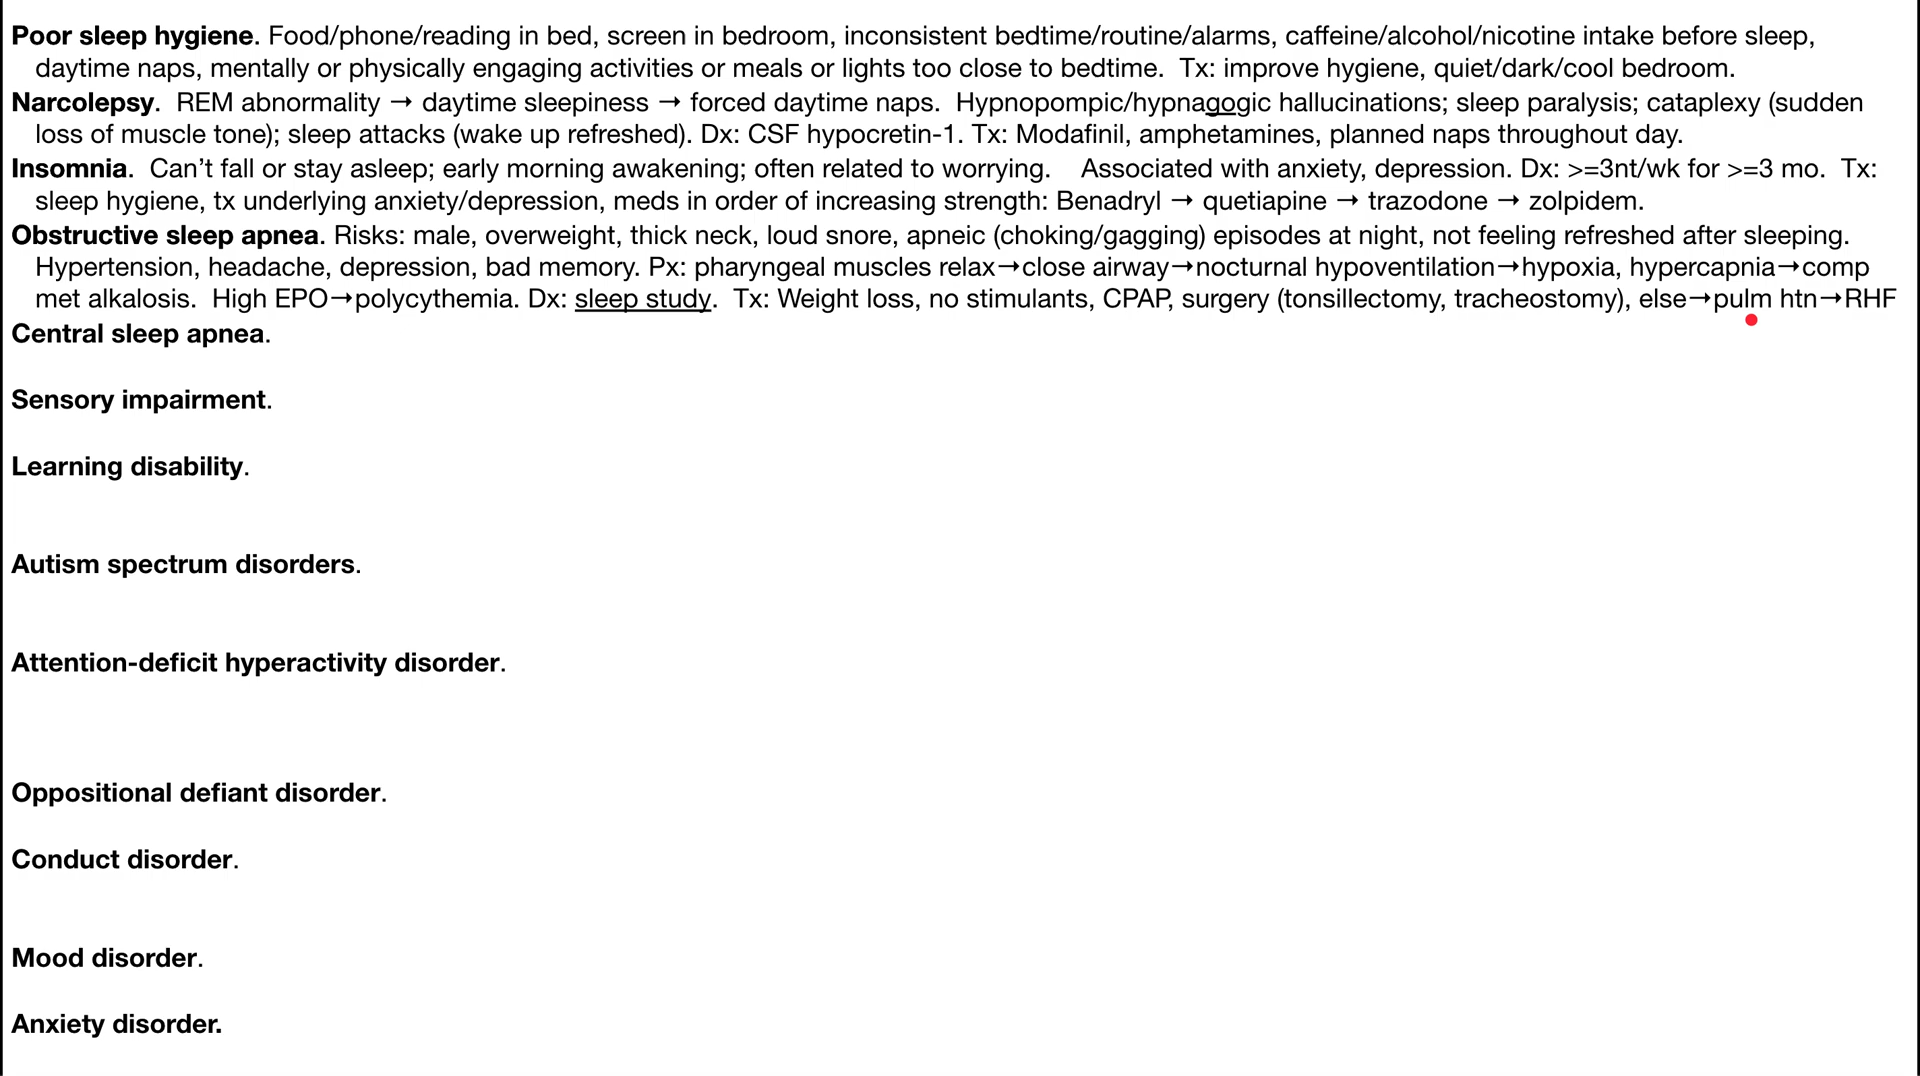 Poor sleep hygiene. Food/phone/reading in bed, screen in bedroom, inconsistent bedtime/routine/alarms, caffeine/alcohol/nicotine intake before sleep,
daytime naps, mentally or physically engaging activities or meals or lights too close to bedtime. Tx: improve hygiene, quiet/dark/cool bedroom.
Narcolepsy. REM abnormality → daytime sleepiness → forced daytime naps. Hypnopompic/hypnagogic hallucinations; sleep paralysis; cataplexy (sudden
loss of muscle tone); sleep attacks (wake up refreshed). Dx: CSF hypocretin-1. Tx: Modafinil, amphetamines, planned naps throughout day.
Insomnia. Can't fall or stay asleep; early morning awakening; often related to worrying. Associated with anxiety, depression. Dx: >=3nt/wk for >=3 mo. Tx:
sleep hygiene, tx underlying anxiety/depression, meds in order of increasing strength: Benadryl → quetiapine → trazodone → zolpidem.
Obstructive sleep apnea. Risks: male, overweight, thick neck, loud snore, apneic (choking/gagging) episodes at night, not feeling refreshed after sleeping.
Hypertension, headache, depression, bad memory. Px: pharyngeal muscles relax→close airway→nocturnal hypoventilation→hypoxia, hypercapnia→comp
met alkalosis. High EPO→polycythemia. Dx: sleep study. Tx: Weight loss, no stimulants, CPAP, surgery (tonsillectomy, tracheostomy), else→pulm htn→RHF
Central sleep apnea.
Sensory impairment.
Learning disability.
Autism spectrum disorders.
Attention-deficit hyperactivity disorder.
Oppositional defiant disorder.
Conduct disorder.
Mood disorder.
Anxiety disorder.